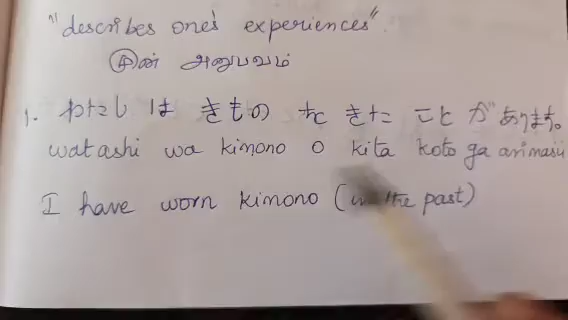 "describes one's experiences"
முன் அனுபவம்
1. わたし は きもの を きた こと が あります。
watashi wa kimono o kita koto ga arimasu
I have worn kimono (in the past)